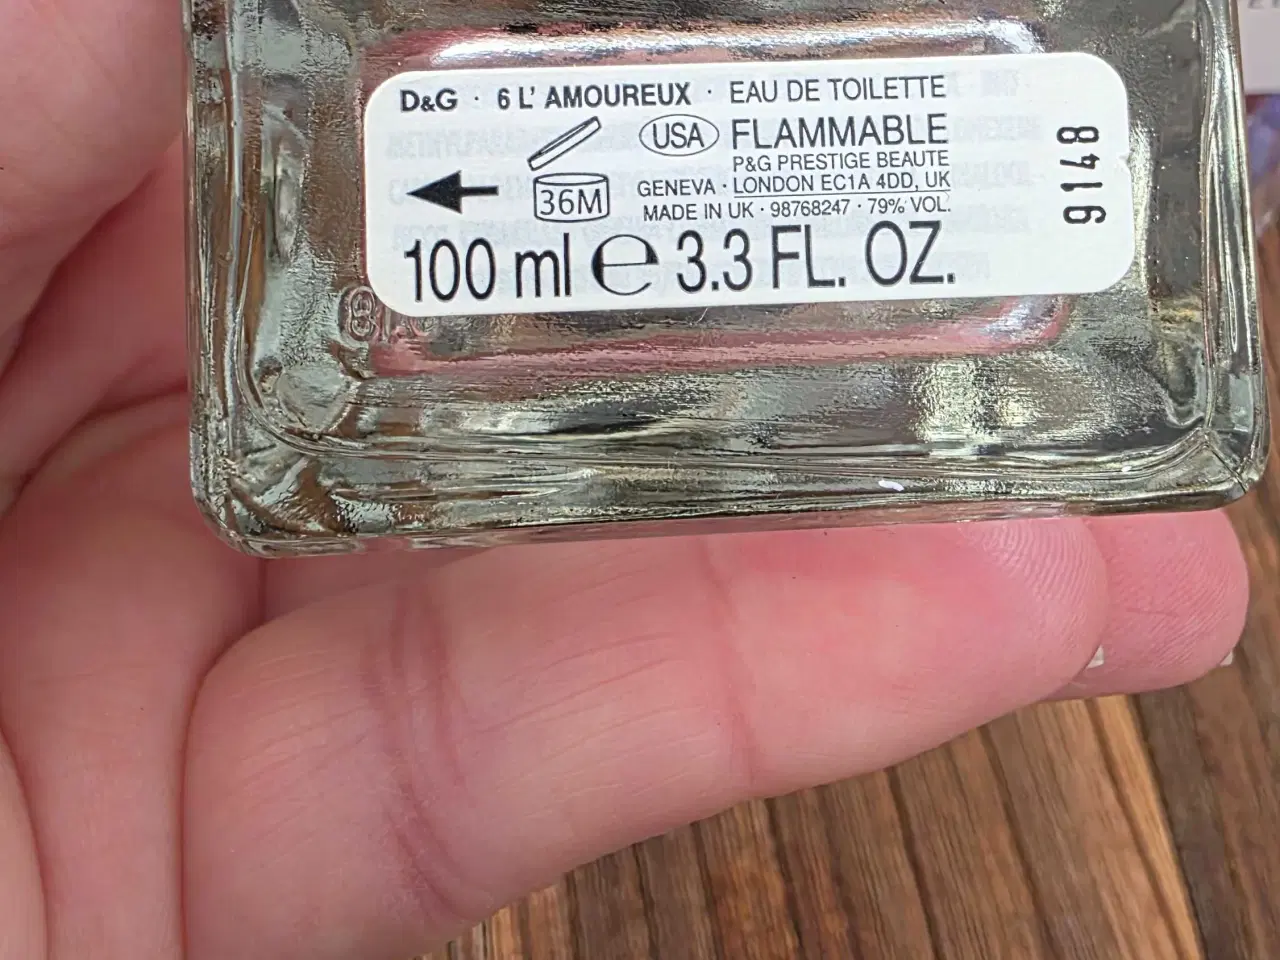 D&G · 6 L' AMOUREUX · EAU DE TOILETTE
USA FLAMMABLE
P&G PRESTIGE BEAUTE
36M GENEVA · LONDON EC1A 4DD, UK
MADE IN UK · 98768247 · 79% VOL.
100 ml e 3.3 FL. OZ.
9148